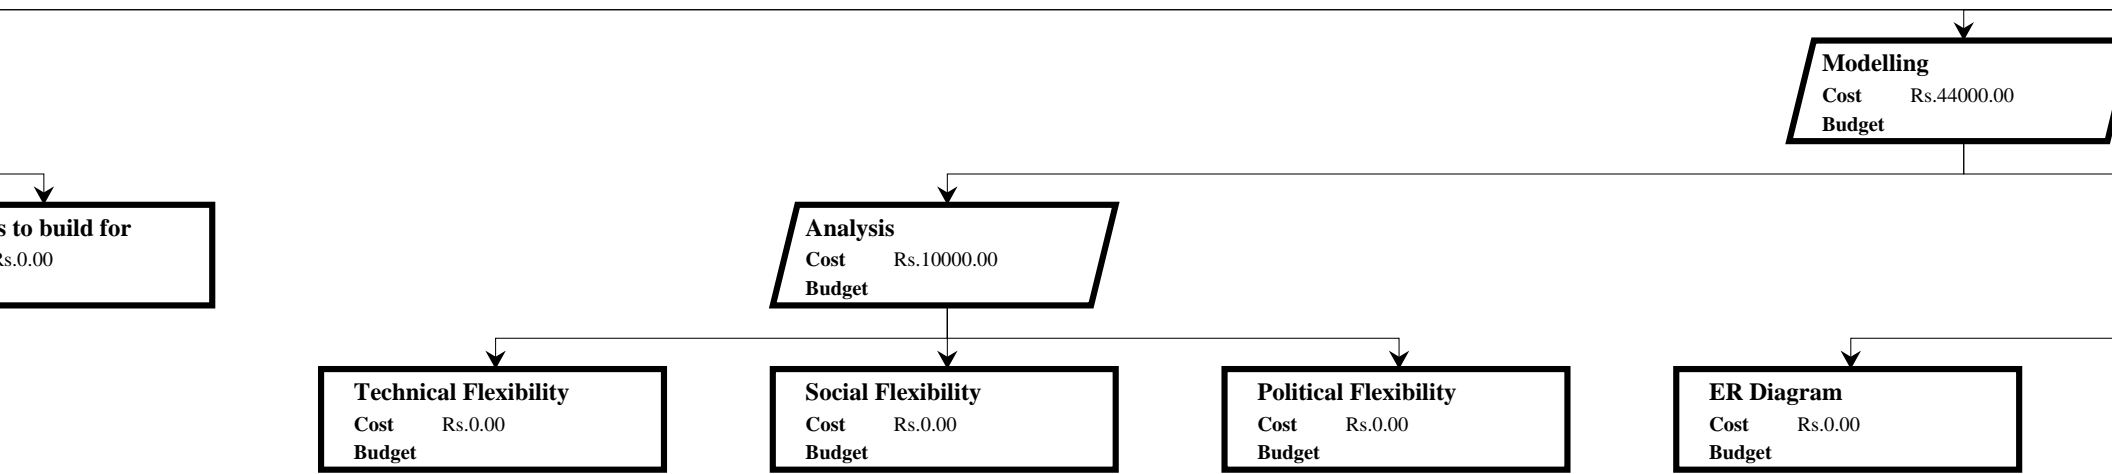 Modelling
Cost Rs.44000.00
Budget
s to build for
Rs.0.00
Analysis
Cost Rs.10000.00
Budget
Technical Flexibility
Cost Rs.0.00
Budget
Social Flexibility
Cost Rs.0.00
Budget
Political Flexibility
Cost Rs.0.00
Budget
ER Diagram
Cost Rs.0.00
Budget